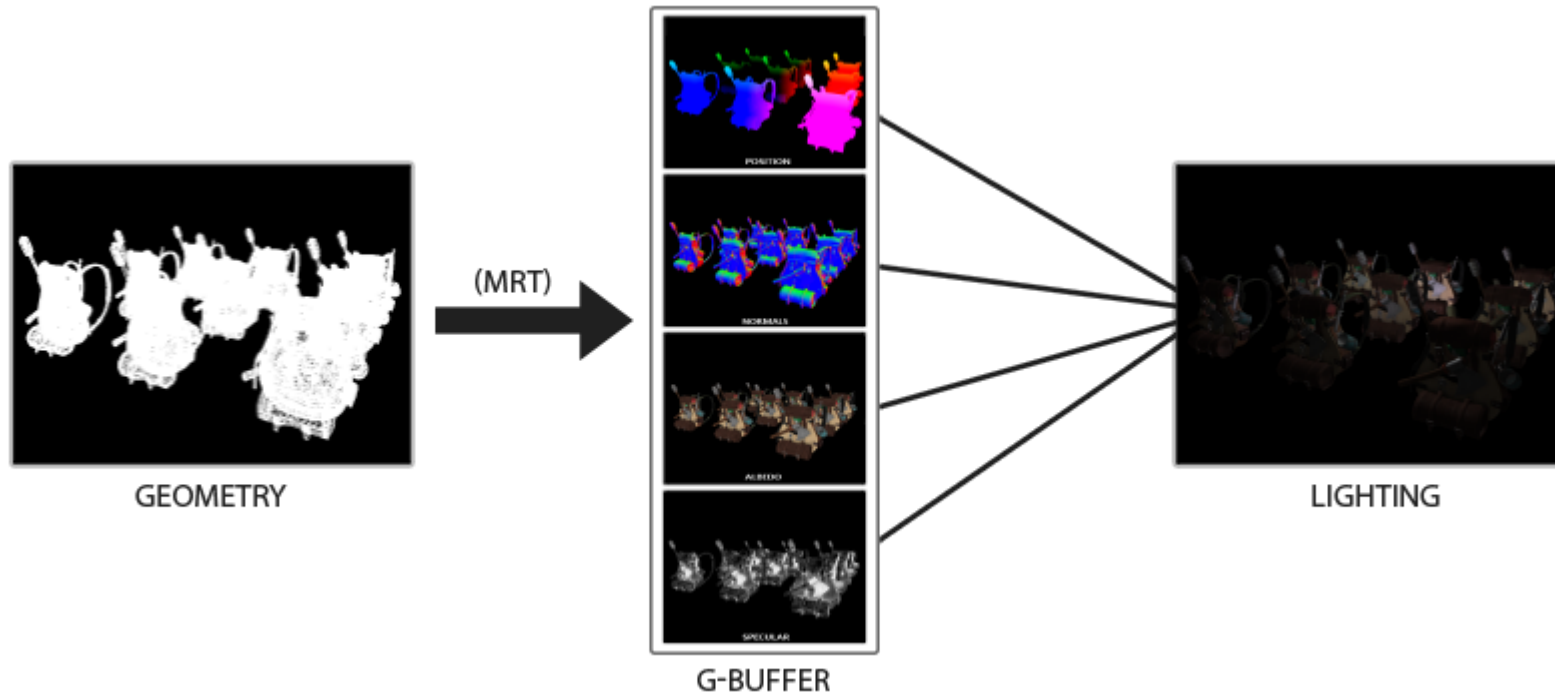 POSITION
NORMALS
ALBEDO
SPECULAR
GEOMETRY
(MRT)
G-BUFFER
LIGHTING